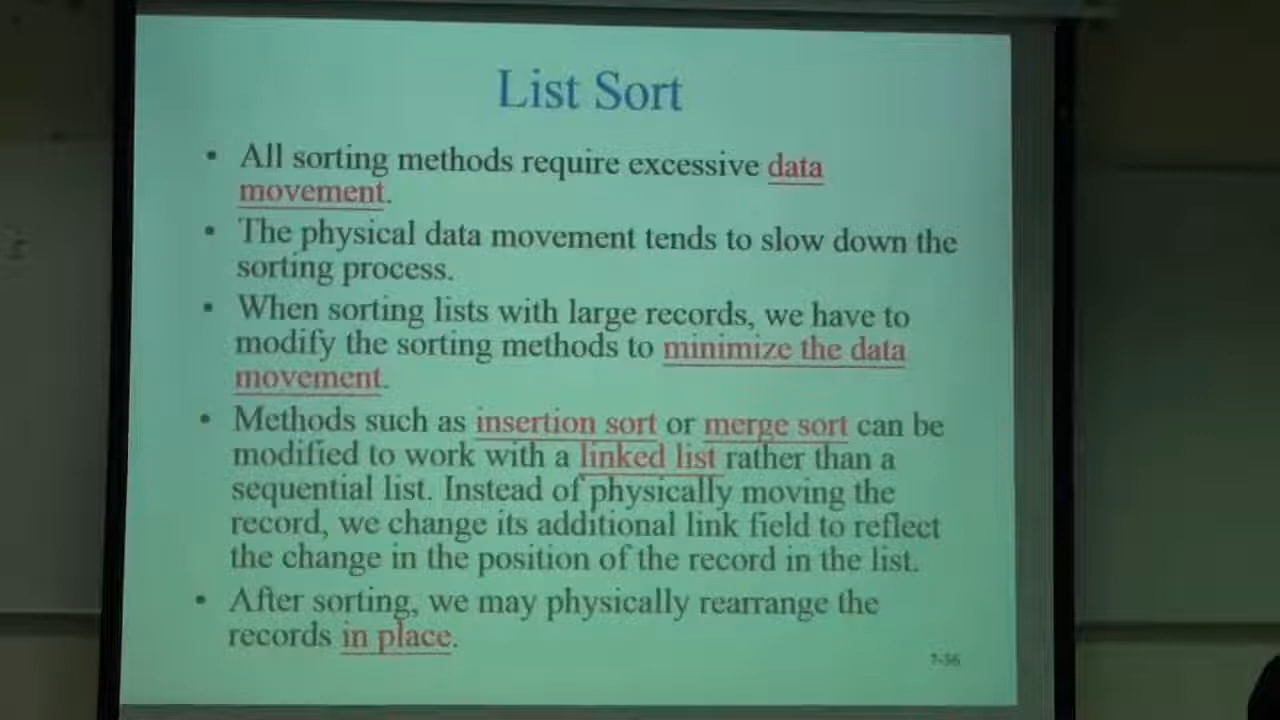 List Sort
• All sorting methods require excessive data
movement.
• The physical data movement tends to slow down the
sorting process.
• When sorting lists with large records, we have to
modify the sorting methods to minimize the data
movement.
• Methods such as insertion sort or merge sort can be
modified to work with a linked list rather than a
sequential list. Instead of physically moving the
record, we change its additional link field to reflect
the change in the position of the record in the list.
• After sorting, we may physically rearrange the
records in place.
7-56